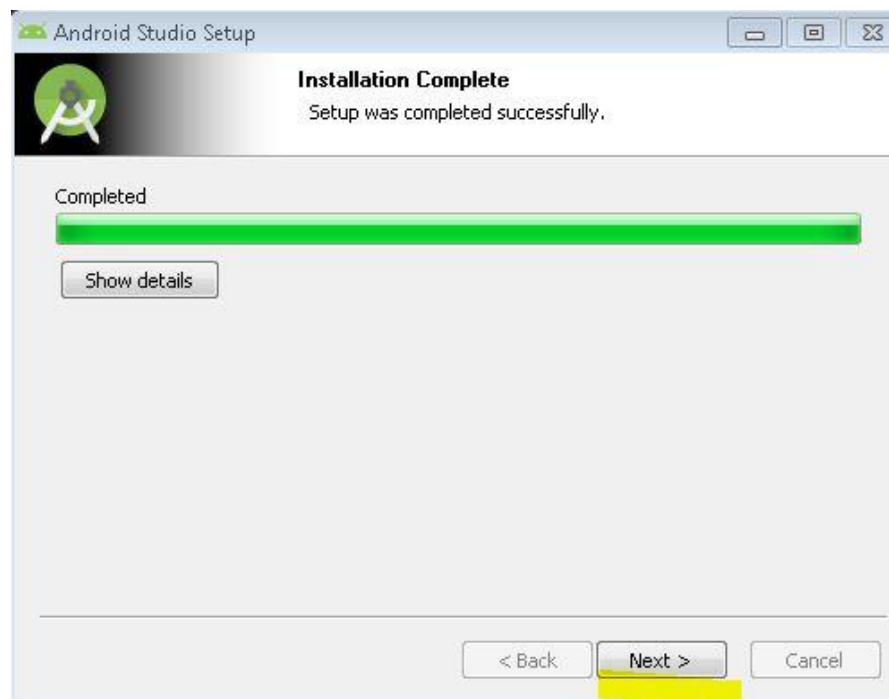 Android Studio Setup
Installation Complete
Setup was completed successfully.
Completed
Show details
< Back Next > Cancel